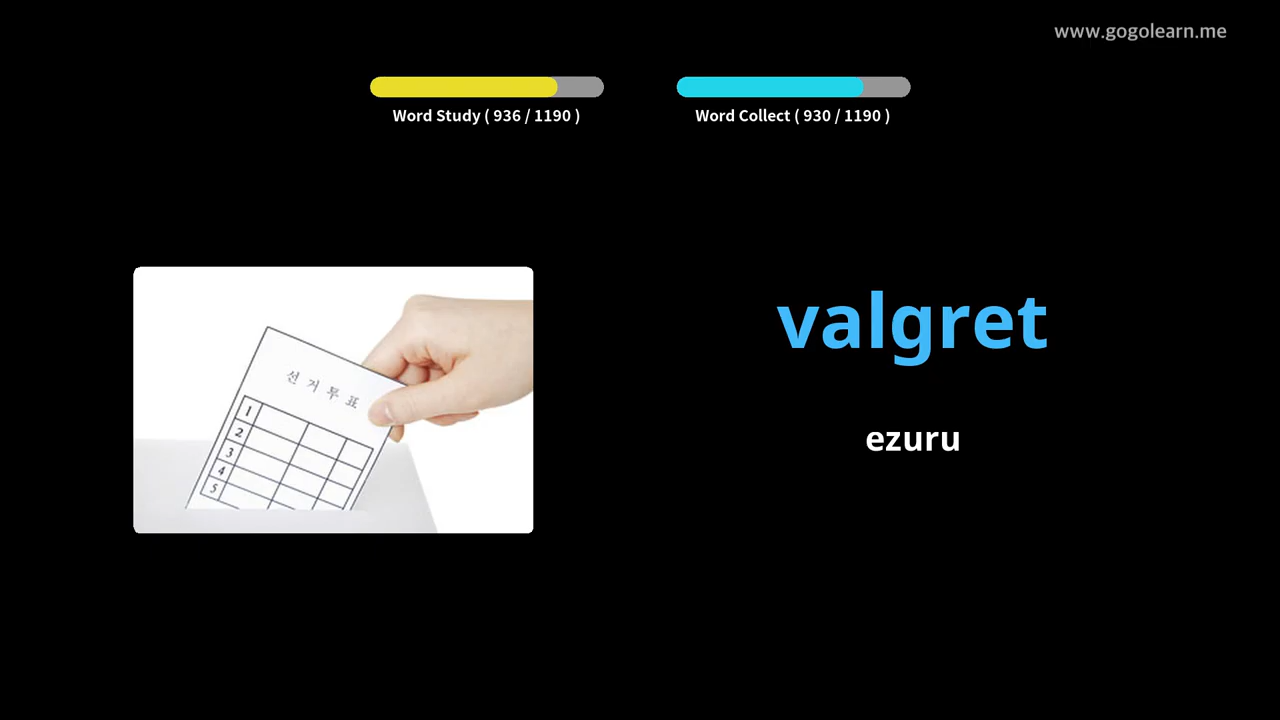 www.gogolearn.me
Word Study ( 936 / 1190 )
Word Collect ( 930 / 1190 )
valgret
ezuru
선거투표
1
2
3
4
5